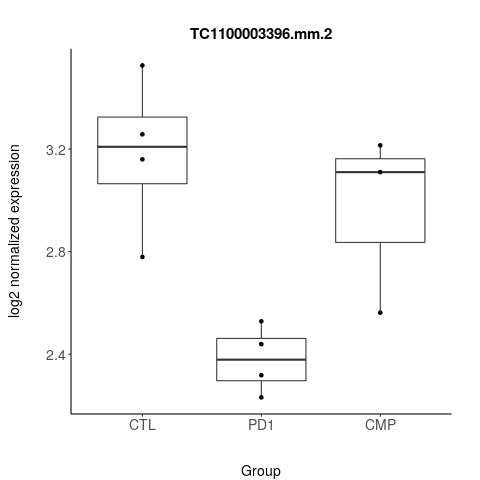 TC1100003396.mm.2
log2 normalized expression
3.2
2.8
2.4
CTL PD1 CMP
Group